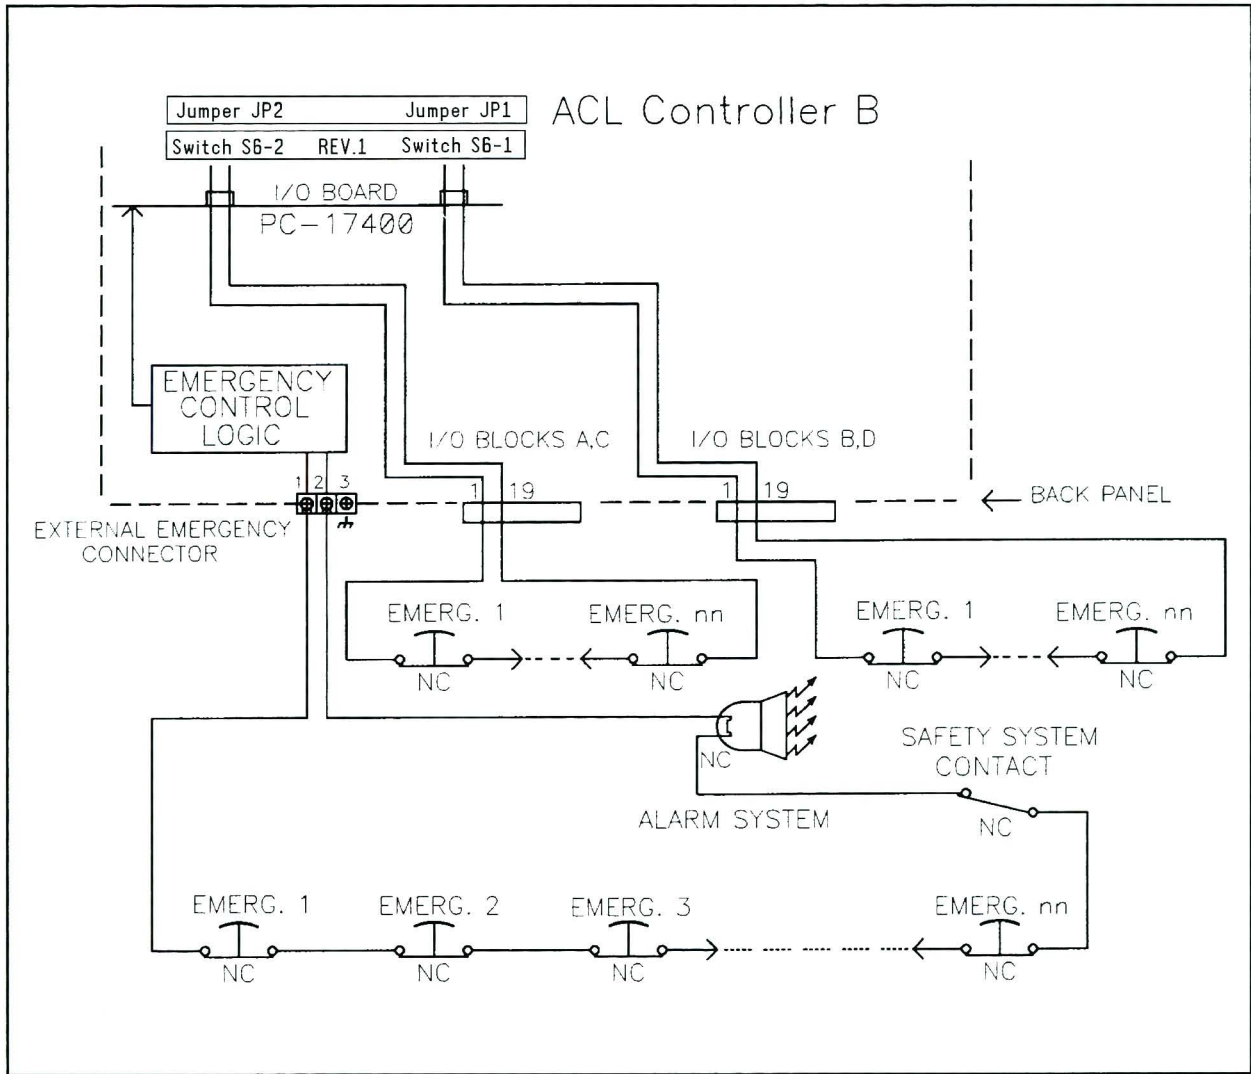 Jumper JP2 Jumper JP1
ACL Controller B
Switch S6-2 REV.1 Switch S6-1
I/O BOARD
PC-17400
EMERGENCY
CONTROL
LOGIC
I/O BLOCKS A,C
I/O BLOCKS B,D
1 2 3
1 19
1 19
BACK PANEL
EXTERNAL EMERGENCY
CONNECTOR
EMERG. 1
EMERG. nn
EMERG. 1
EMERG. nn
NC
NC
NC
NC
NC
SAFETY SYSTEM
CONTACT
ALARM SYSTEM
NC
EMERG. 1
EMERG. 2
EMERG. 3
EMERG. nn
NC
NC
NC
NC